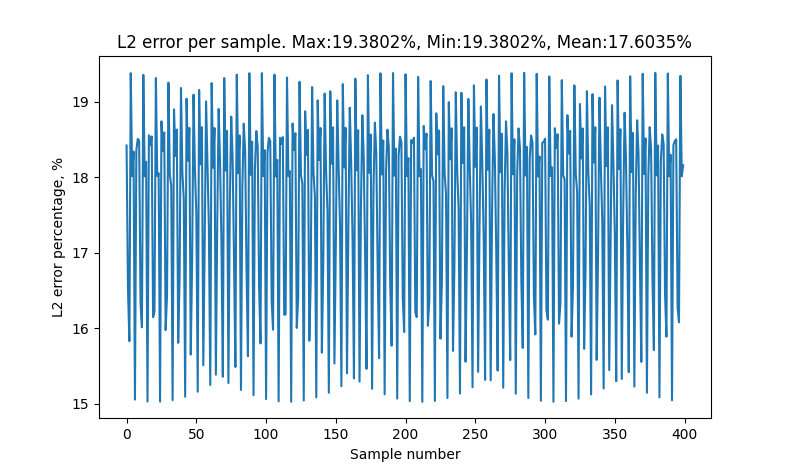 L2 error per sample. Max:19.3802%, Min:19.3802%, Mean:17.6035%
19
18
17
16
15
L2 error percentage, %
0 50 100 150 200 250 300 350 400
Sample number